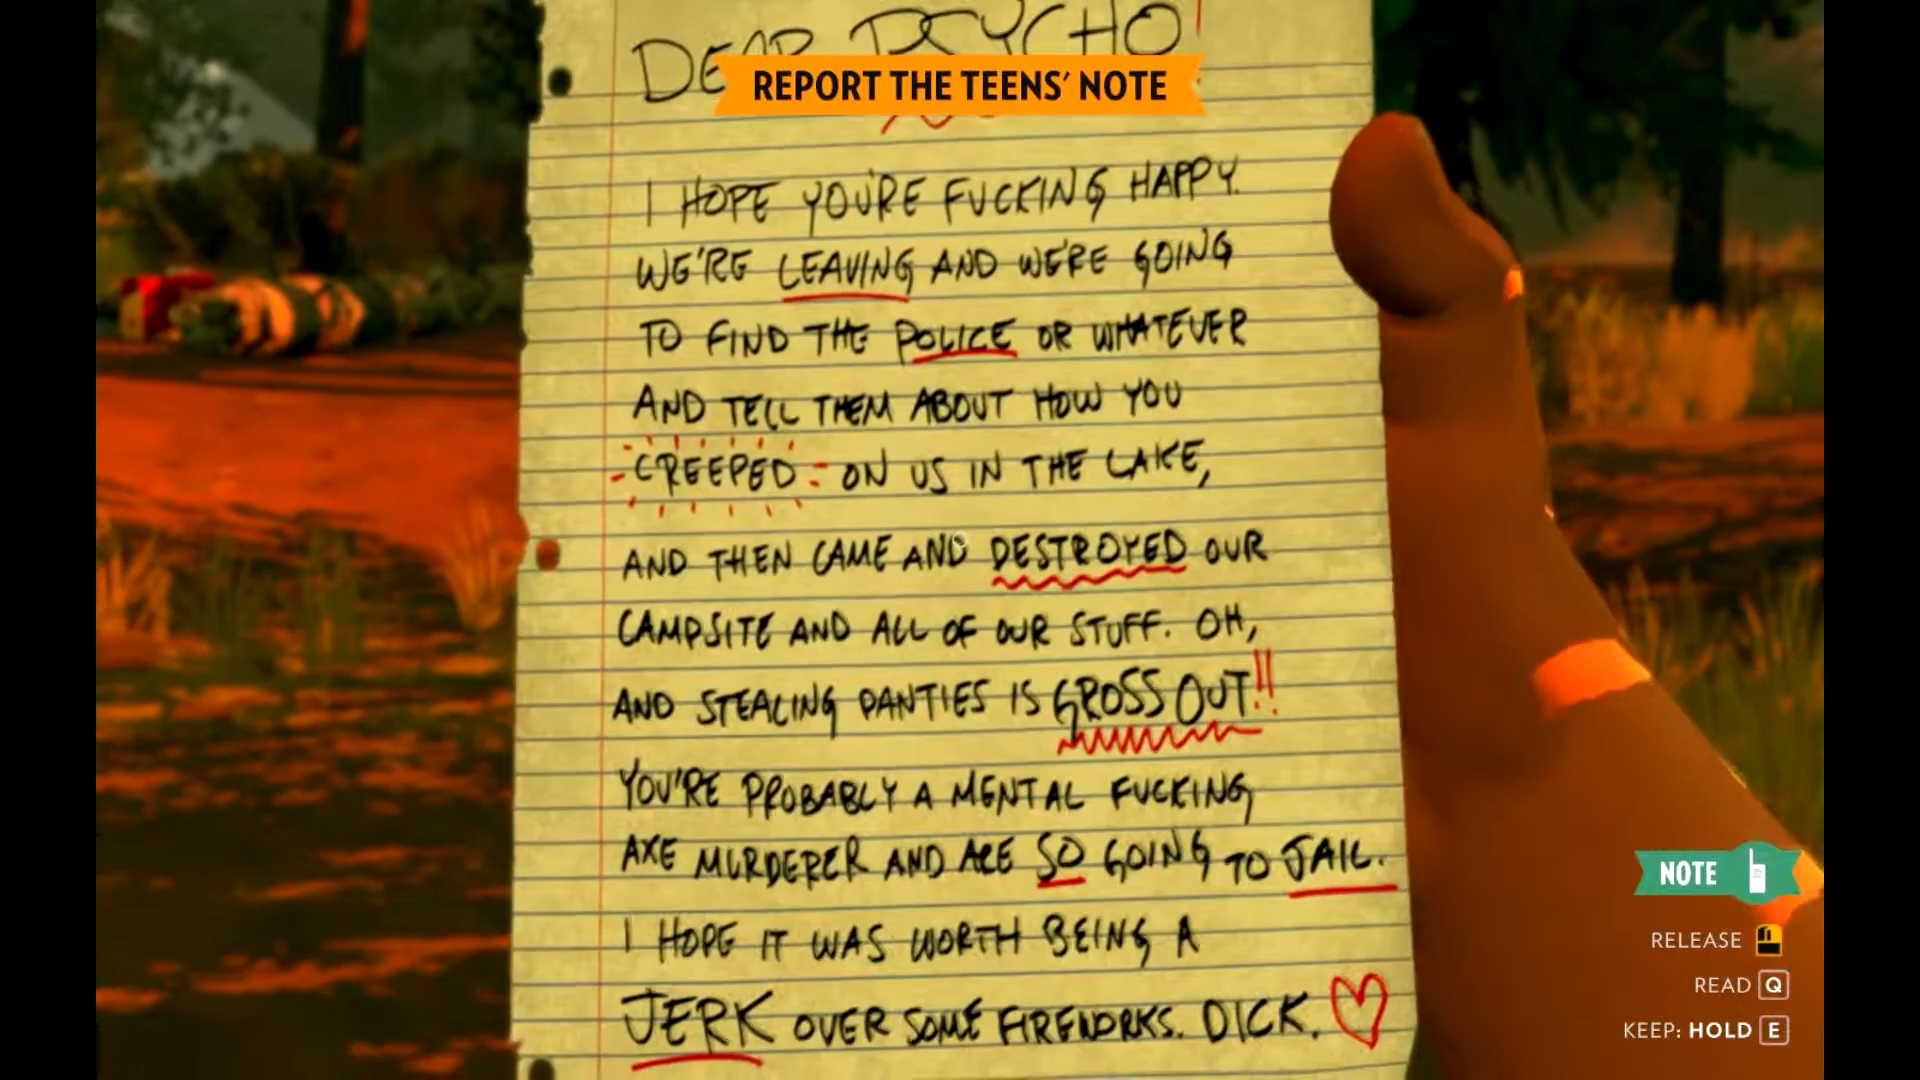 DEAR PSYCHO!
REPORT THE TEENS' NOTE
I HOPE YOU'RE FUCKING HAPPY.
WE'RE LEAVING AND WE'RE GOING
TO FIND THE POLICE OR WHATEVER
AND TELL THEM ABOUT HOW YOU
CREEPED ON US IN THE LAKE,
AND THEN CAME AND DESTROYED OUR
CAMPSITE AND ALL OF OUR STUFF. OH,
AND STEALING PANTIES IS GROSS OUT!!
YOU'RE PROBABLY A MENTAL FUCKING
AXE MURDERER AND ARE SO GOING TO JAIL.
I HOPE IT WAS WORTH BEING A
JERK OVER SOME FIREWORKS. DICK.
NOTE
RELEASE
READ Q
KEEP: HOLD E